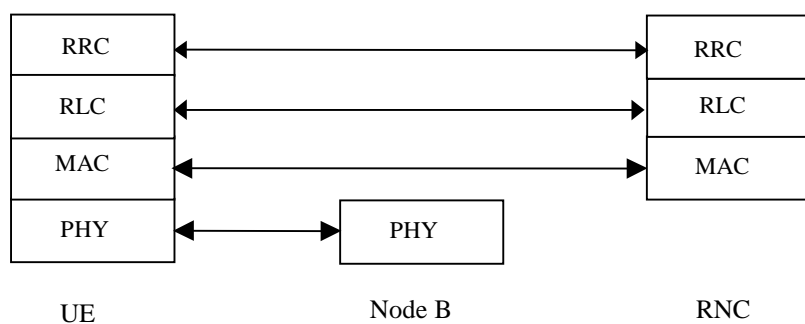 RRC RRC
RLC RLC
MAC MAC
PHY PHY
UE Node B RNC